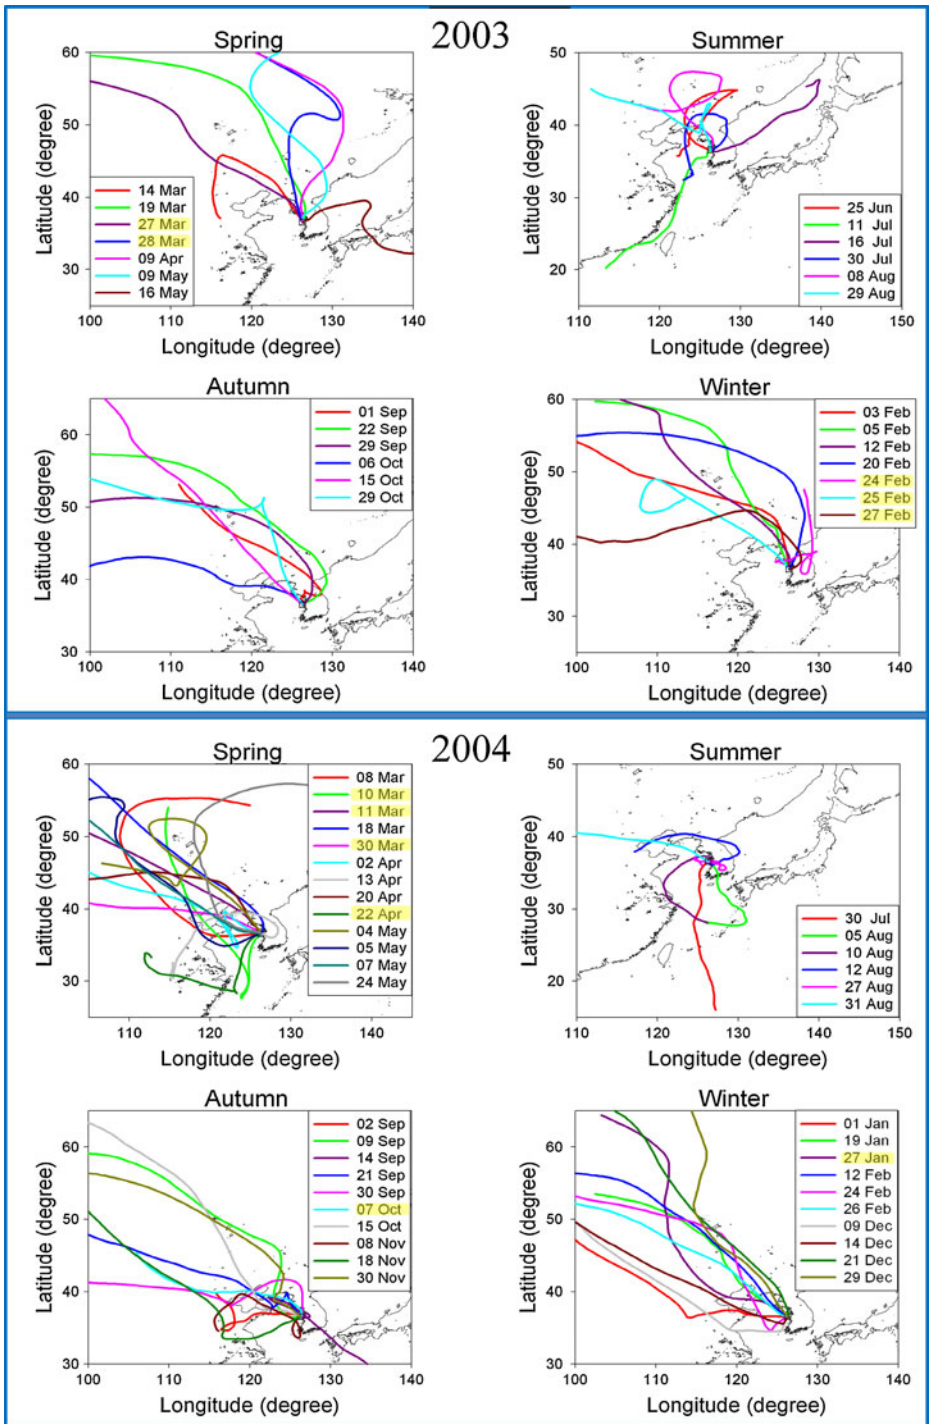 2003
Spring
60
50
40
30
100
110
120
130
140
Latitude (degree)
Longitude (degree)
14 Mar
19 Mar
27 Mar
28 Mar
09 Apr
09 May
16 May
Summer
50
40
30
20
110
120
130
140
150
Latitude (degree)
Longitude (degree)
25 Jun
11 Jul
16 Jul
30 Jul
08 Aug
29 Aug
Autumn
60
50
40
30
100
110
120
130
140
Latitude (degree)
Longitude (degree)
01 Sep
22 Sep
29 Sep
06 Oct
15 Oct
29 Oct
Winter
60
50
40
30
100
110
120
130
140
Latitude (degree)
Longitude (degree)
03 Feb
05 Feb
12 Feb
20 Feb
24 Feb
25 Feb
27 Feb
2004
Spring
60
50
40
30
110
120
130
140
Latitude (degree)
Longitude (degree)
08 Mar
10 Mar
11 Mar
18 Mar
30 Mar
02 Apr
13 Apr
20 Apr
22 Apr
04 May
05 May
07 May
24 May
Summer
50
40
30
20
100
120
130
140
150
Latitude (degree)
Longitude (degree)
30 Jul
05 Aug
10 Aug
12 Aug
27 Aug
31 Aug
Autumn
60
50
40
30
100
110
120
130
140
Latitude (degree)
Longitude (degree)
02 Sep
09 Sep
14 Sep
21 Sep
30 Sep
07 Oct
15 Oct
08 Nov
18 Nov
30 Nov
Winter
60
50
40
30
100
110
120
130
140
Latitude (degree)
Longitude (degree)
01 Jan
19 Jan
27 Jan
12 Feb
24 Feb
26 Feb
09 Dec
14 Dec
21 Dec
29 Dec